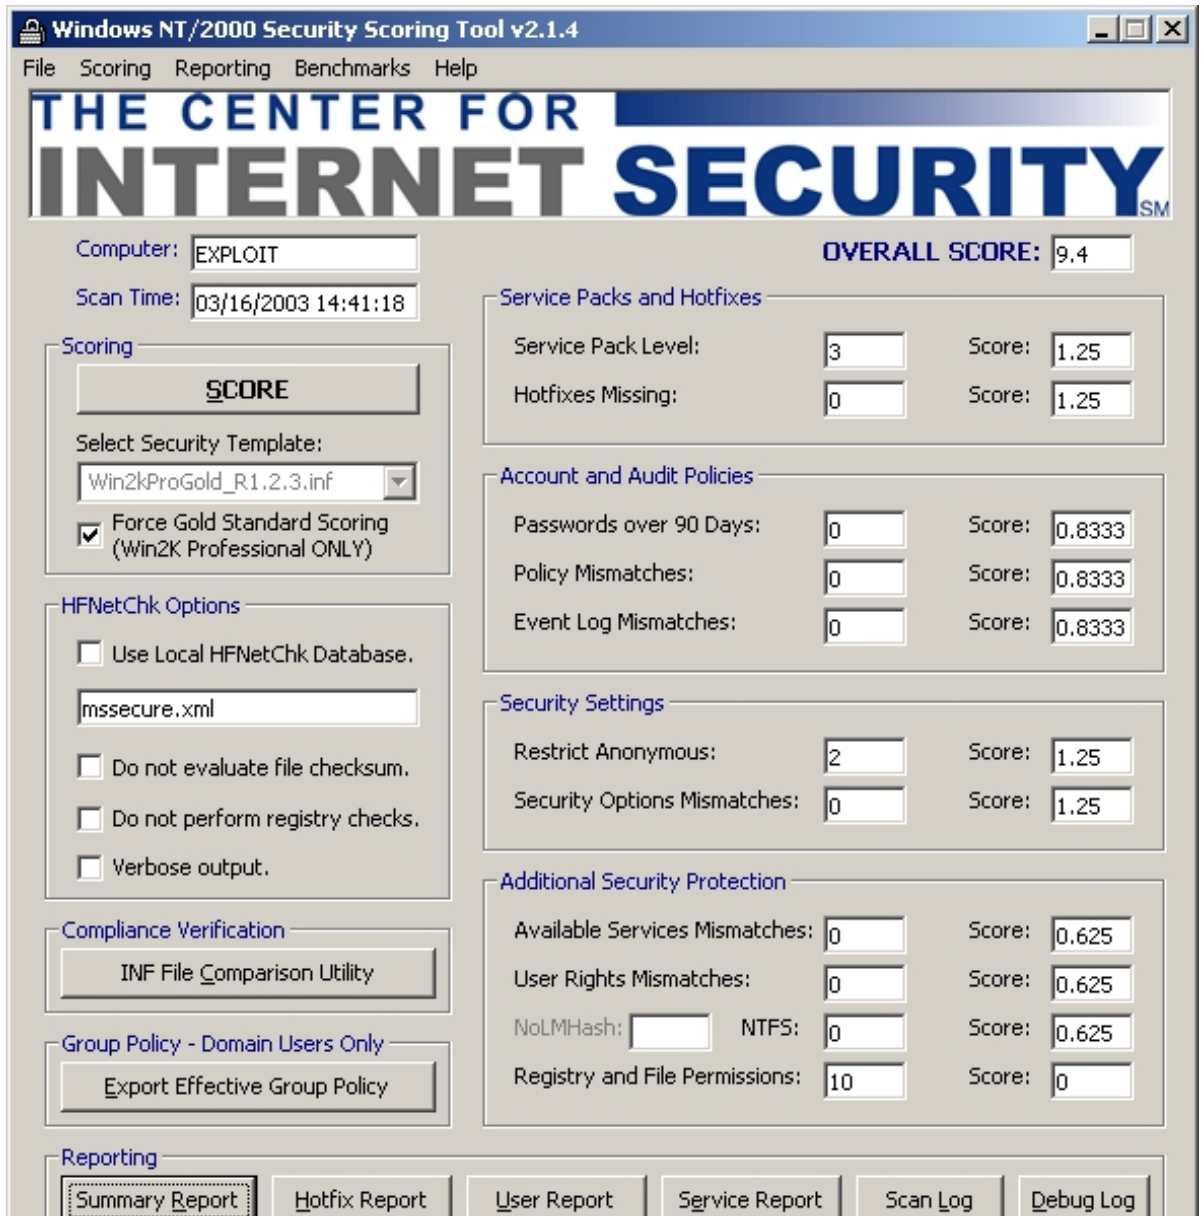 Windows NT/2000 Security Scoring Tool v2.1.4
File Scoring Reporting Benchmarks Help
THE CENTER FOR
INTERNET SECURITY
SM
Computer: EXPLOIT
OVERALL SCORE: 9.4
Scan Time: 03/16/2003 14:41:18
Scoring
SCORE
Select Security Template:
Win2kProGold_R1.2.3.inf
Force Gold Standard Scoring
(Win2K Professional ONLY)
HFNetChk Options
Use Local HFNetChk Database.
mssecure.xml
Do not evaluate file checksum.
Do not perform registry checks.
Verbose output.
Compliance Verification
INF File Comparison Utility
Group Policy - Domain Users Only
Export Effective Group Policy
Service Packs and Hotfixes
Service Pack Level: 3 Score: 1.25
Hotfixes Missing: 0 Score: 1.25
Account and Audit Policies
Passwords over 90 Days: 0 Score: 0.8333
Policy Mismatches: 0 Score: 0.8333
Event Log Mismatches: 0 Score: 0.8333
Security Settings
Restrict Anonymous: 2 Score: 1.25
Security Options Mismatches: 0 Score: 1.25
Additional Security Protection
Available Services Mismatches: 0 Score: 0.625
User Rights Mismatches: 0 Score: 0.625
NoLMHash: NTFS: 0 Score: 0.625
Registry and File Permissions: 10 Score: 0
Reporting
Summary Report Hotfix Report User Report Service Report Scan Log Debug Log